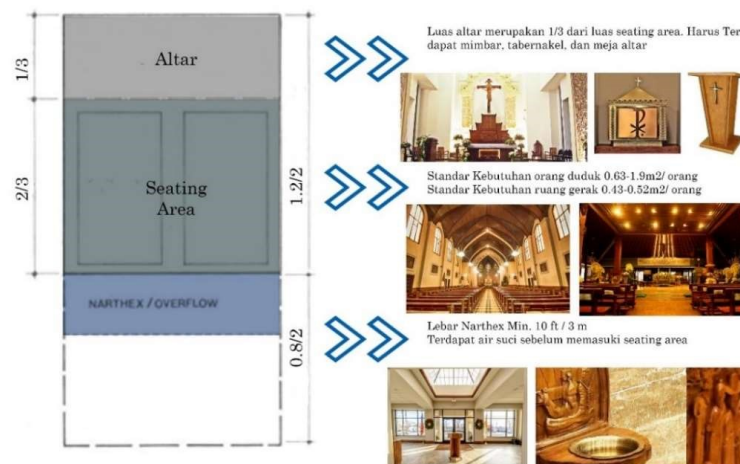 1/3
Altar
2/3
Seating
Area
1.2/2
NARTHEX / OVERFLOW
0.8/2
Luas altar merupakan 1/3 dari luas seating area. Harus Ter
dapat mimbar, tabernakel, dan meja altar
Standar Kebutuhan orang duduk 0.63-1.9m2/ orang
Standar Kebutuhan ruang gerak 0.43-0.52m2/ orang
Lebar Narthex Min. 10 ft / 3 m
Terdapat air suci sebelum memasuki seating area